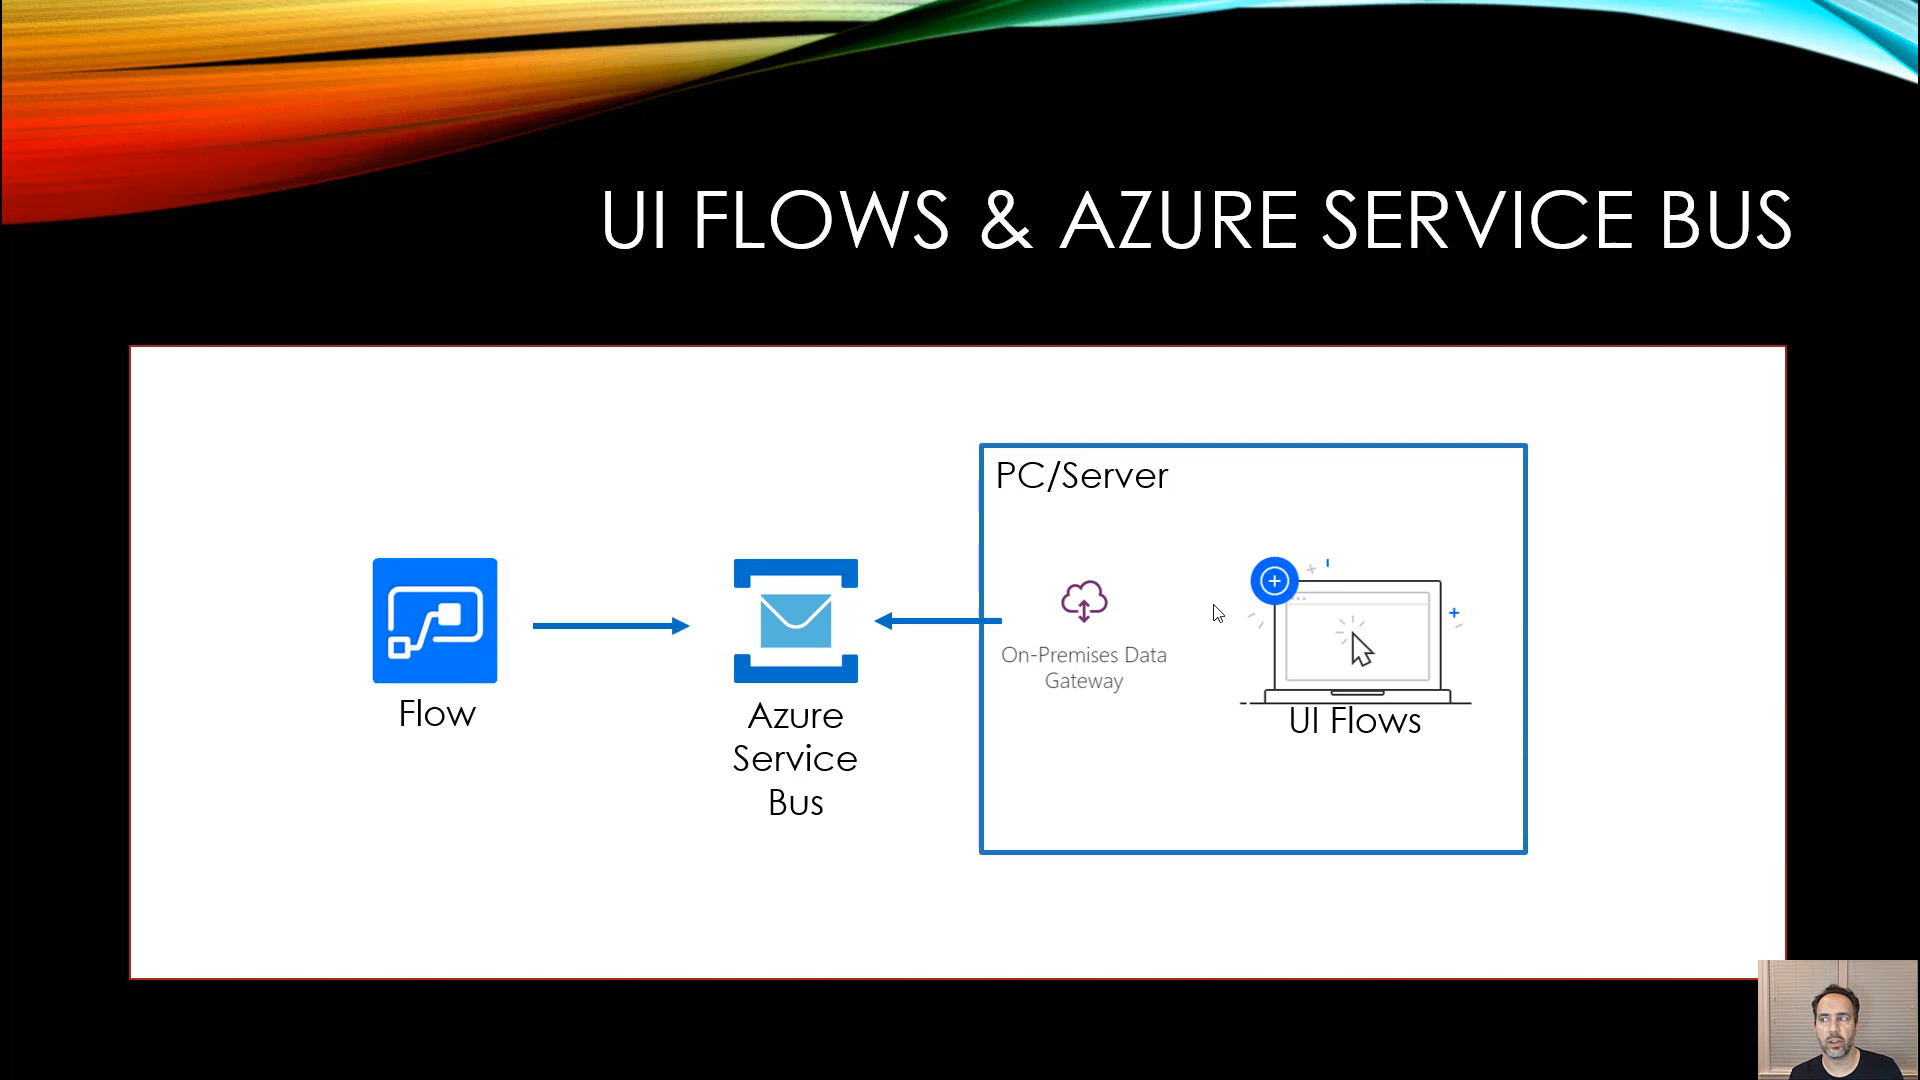 UI FLOWS & AZURE SERVICE BUS
PC/Server
On-Premises Data
Gateway
Flow
Azure
Service
Bus
UI Flows